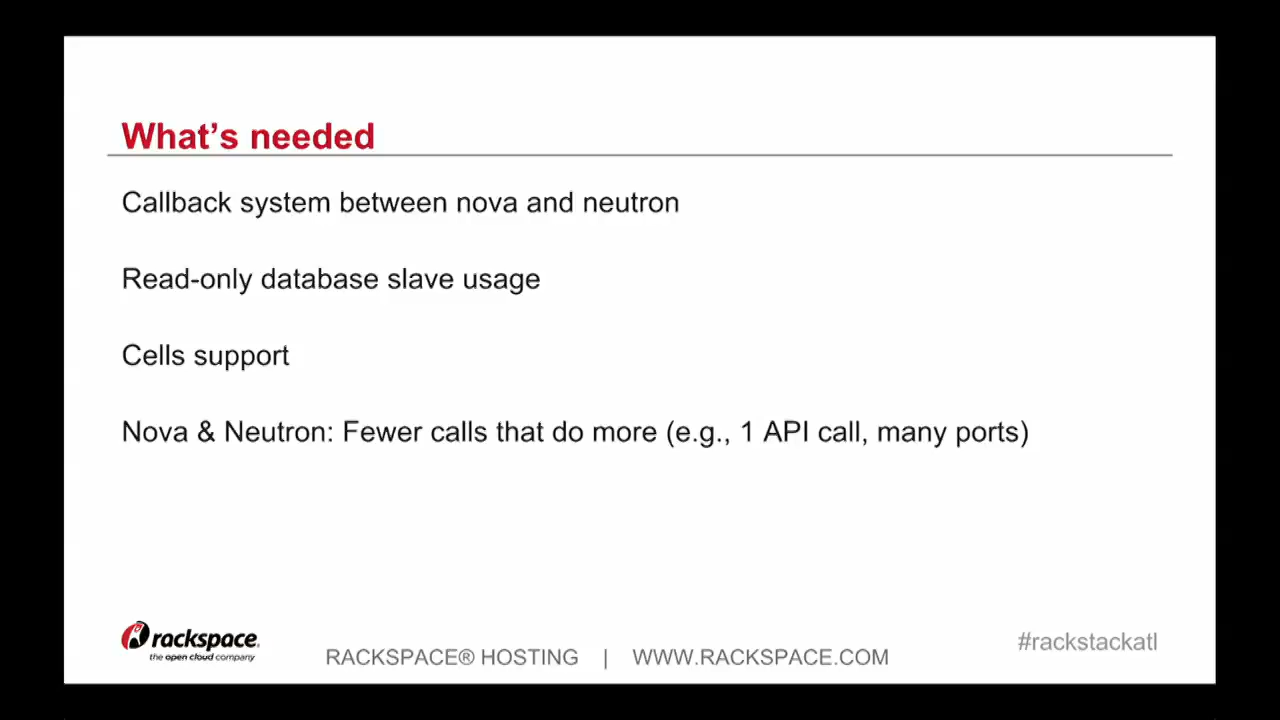 What’s needed
Callback system between nova and neutron
Read-only database slave usage
Cells support
Nova & Neutron: Fewer calls that do more (e.g., 1 API call, many ports)
rackspace®
the open cloud company
RACKSPACE® HOSTING | WWW.RACKSPACE.COM
#rackstackatl